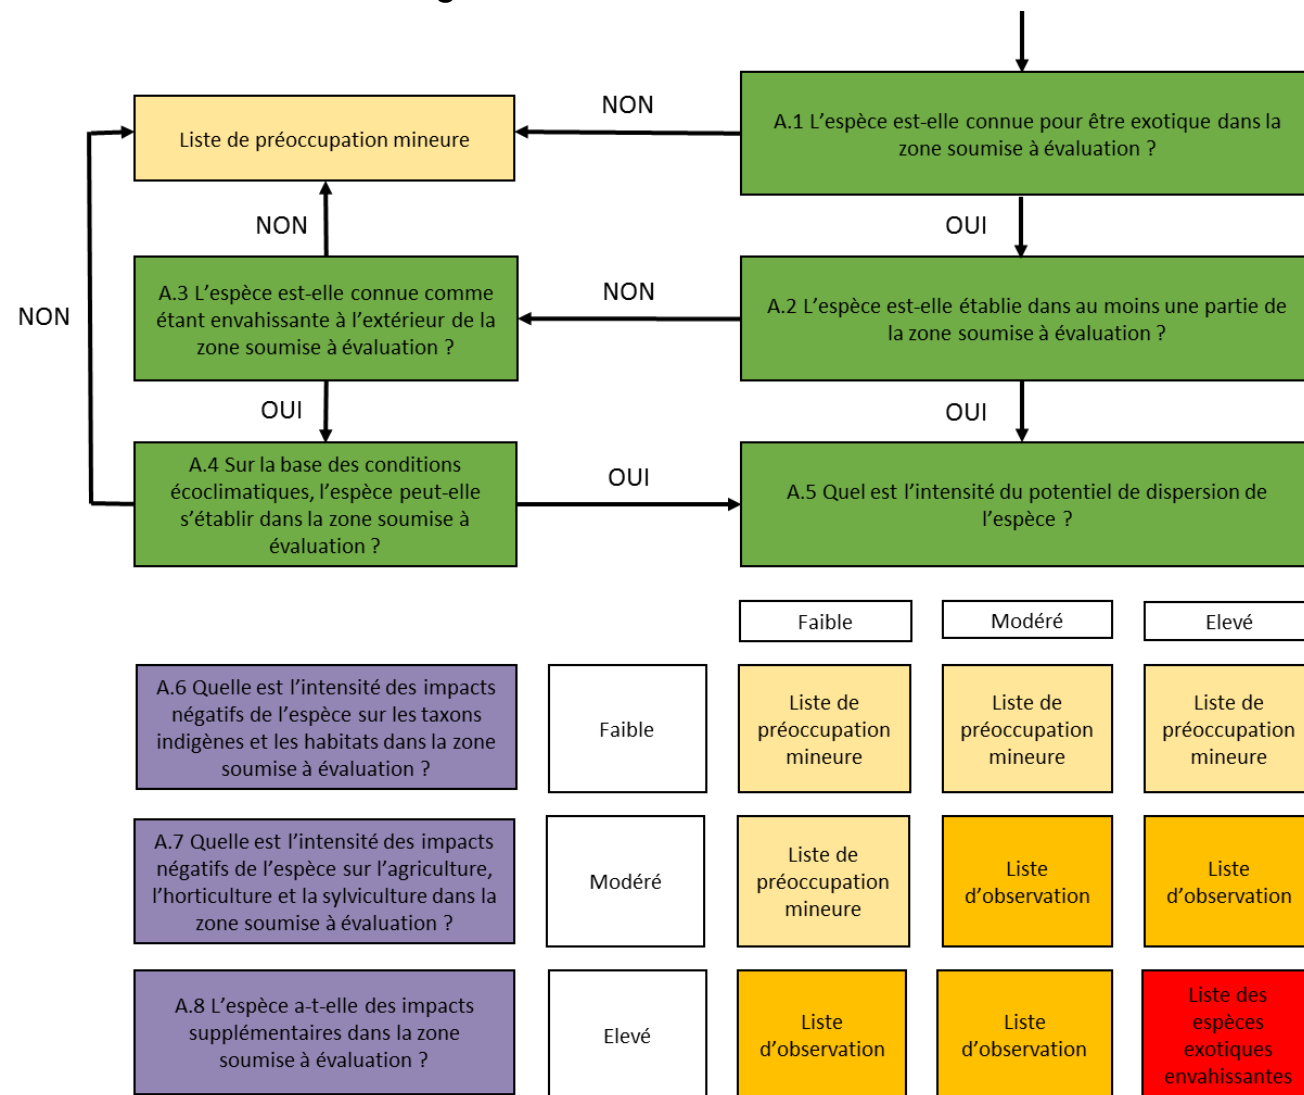 NON
A.1 L'espèce est-elle connue pour être exotique dans la
zone soumise à évaluation ?
Liste de préoccupation mineure
NON
OUI
A.3 L'espèce est-elle connue comme
étant envahissante à l'extérieur de la
zone soumise à évaluation ?
NON
A.2 L'espèce est-elle établie dans au moins une partie de
la zone soumise à évaluation ?
NON
OUI
OUI
A.4 Sur la base des conditions
écoclimatiques, l'espèce peut-elle
s'établir dans la zone soumise à
évaluation ?
OUI
A.5 Quel est l'intensité du potentiel de dispersion de
l'espèce ?
Faible
Modéré
Elevé
A.6 Quelle est l'intensité des impacts
négatifs de l'espèce sur les taxons
indigènes et les habitats dans la zone
soumise à évaluation ?
Faible
Liste de
préoccupation
mineure
Liste de
préoccupation
mineure
Liste de
préoccupation
mineure
A.7 Quelle est l'intensité des impacts
négatifs de l'espèce sur l'agriculture,
l'horticulture et la sylviculture dans la
zone soumise à évaluation ?
Modéré
Liste de
préoccupation
mineure
Liste
d'observation
Liste
d'observation
A.8 L'espèce a-t-elle des impacts
supplémentaires dans la zone
soumise à évaluation ?
Elevé
Liste
d'observation
Liste
d'observation
Liste des
espèces
exotiques
envahissantes